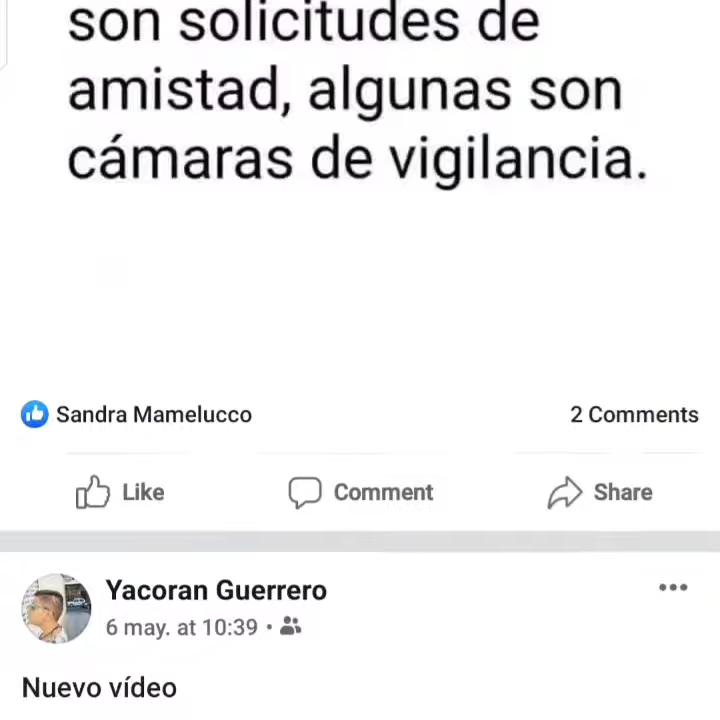 son solicitudes de
amistad, algunas son
cámaras de vigilancia.
Sandra Mamelucco
2 Comments
Like
Comment
Share
Yacoran Guerrero
6 may. at 10:39 ·
Nuevo vídeo